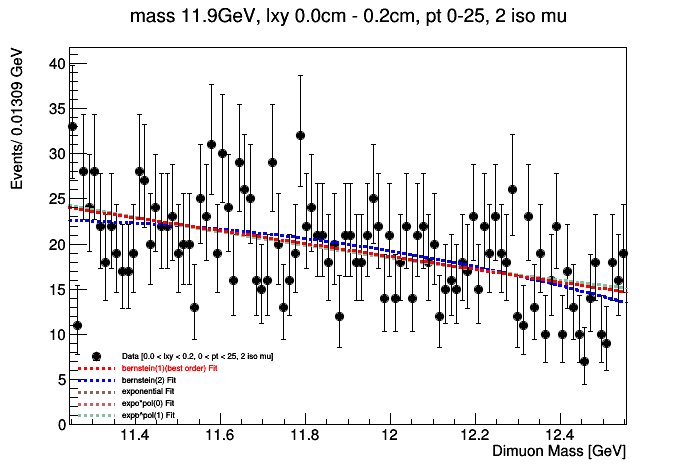 mass 11.9GeV, lxy 0.0cm - 0.2cm, pt 0-25, 2 iso mu
Events/ 0.01309 GeV
40
35
30
25
20
15
10
5
0
Data [0.0 < lxy < 0.2, 0 < pt < 25, 2 iso mu]
bernstein(1)(best order) Fit
bernstein(2) Fit
exponential Fit
expo*pol(0) Fit
expo*pol(1) Fit
11.4 11.6 11.8 12 12.2 12.4
Dimuon Mass [GeV]